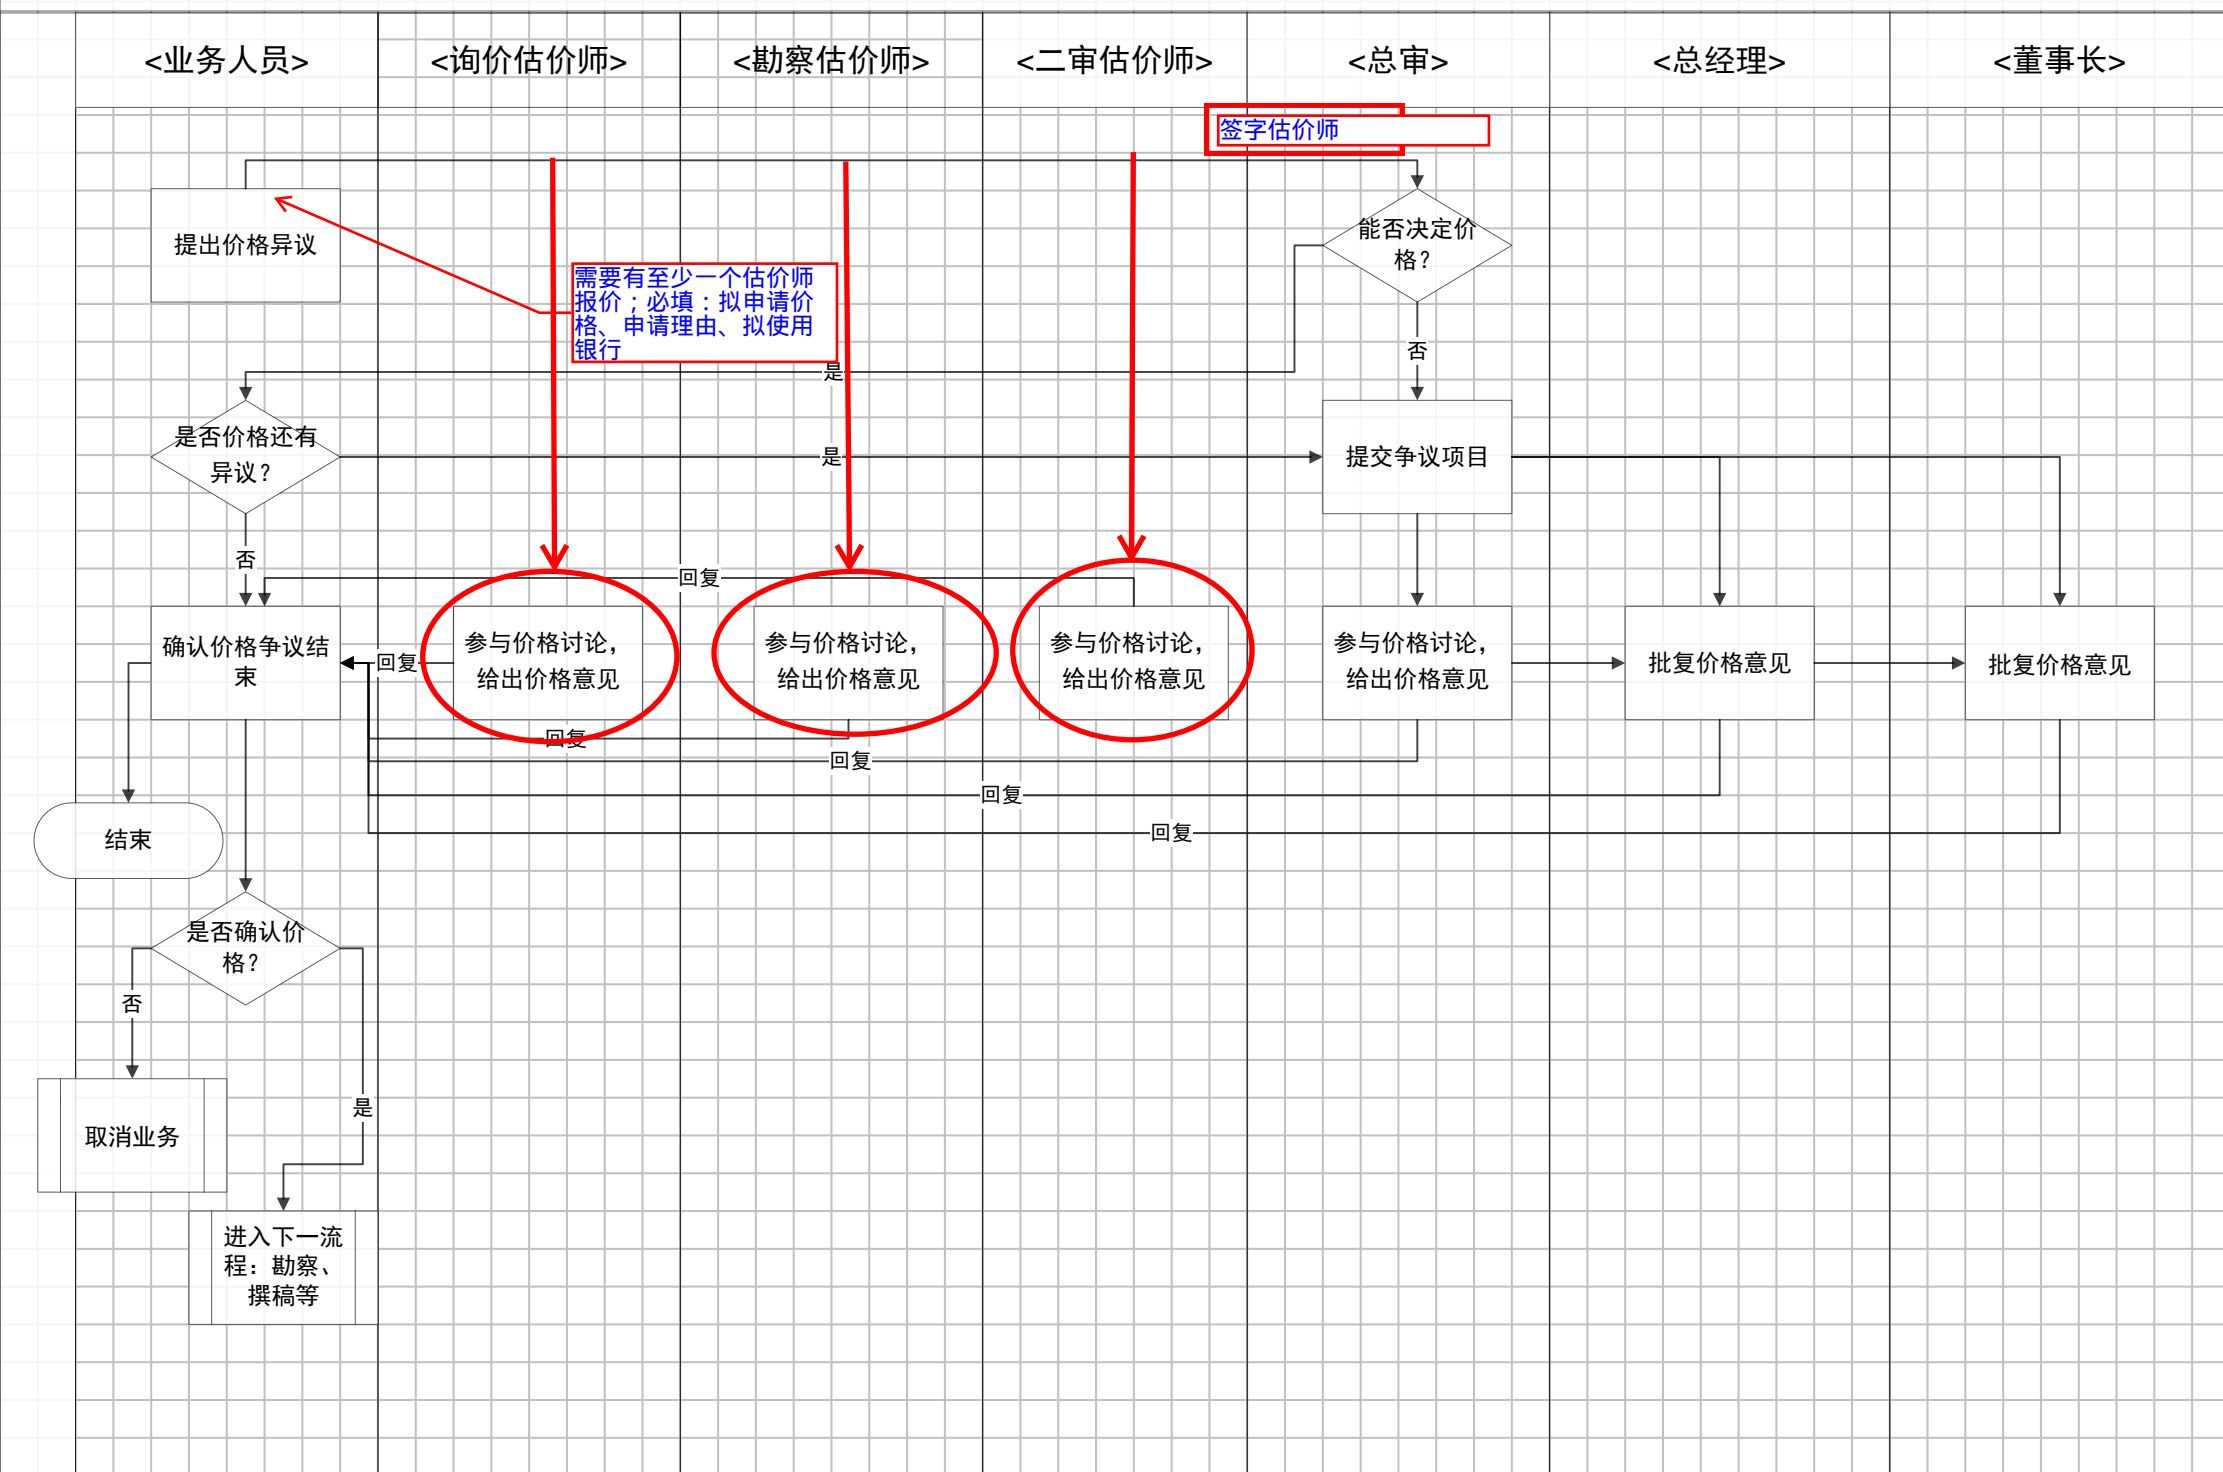 <业务人员>
<询价估价师>
<勘察估价师>
<二审估价师>
<总审>
<总经理>
<董事长>
签字估价师
提出价格异议
能否决定价
格？
需要有至少一个估价师
报价；必填：拟申请价
格、申请理由、拟使用
银行
否
是
是否价格还有
异议？
是
提交争议项目
否
回复
确认价格争议结
束
回复
参与价格讨论，
给出价格意见
参与价格讨论，
给出价格意见
参与价格讨论，
给出价格意见
参与价格讨论，
给出价格意见
批复价格意见
批复价格意见
回复
回复
回复
回复
结束
是否确认价
格？
否
是
取消业务
进入下一流
程：勘察、
撰稿等